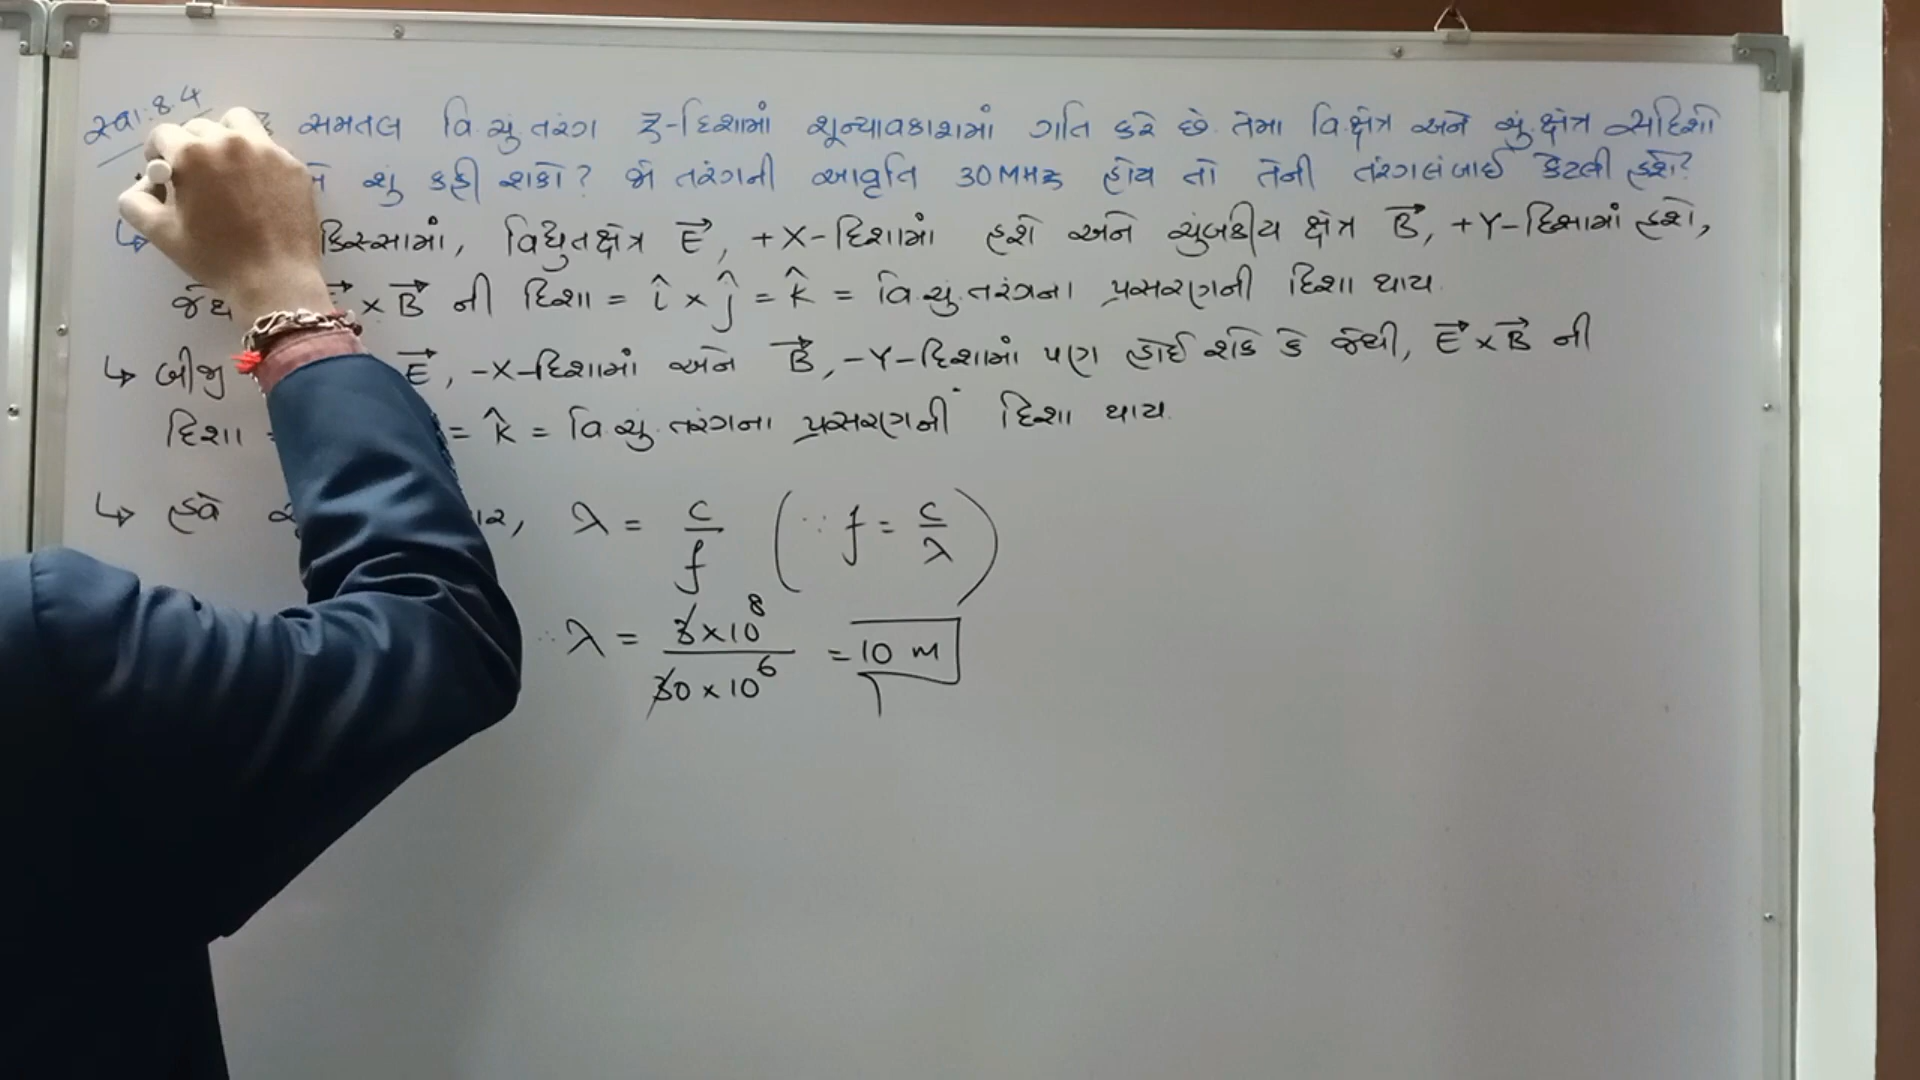 સ્વા. 8.4 સમતલ વિ.ચું.તરંગ z-દિશામાં શૂન્યાવકાશમાં ગતિ કરે છે. તેમા વિ.ક્ષેત્ર અને ચું.ક્ષેત્ર સદિશો
શું કહી શકો? જો તરંગની આવૃતિ 30MHz હોય તો તેની તરંગલંબાઈ કેટલી હશે?
↳ કિસ્સામાં, વિદ્યુતક્ષેત્ર E⃗, +X-દિશામાં હશે અને ચુંબકીય ક્ષેત્ર B⃗, +Y-દિશામાં હશે,
× B⃗ ની દિશા = î × ĵ = k̂ = વિ.ચું.તરંગના પ્રસરણની દિશા થાય.
↳ બીજી E⃗, -X-દિશામાં અને B⃗, -Y-દિશામાં પણ હોઈ શકે કે જેથી, E⃗ × B⃗ ની
દિશા = k̂ = વિ.ચું.તરંગના પ્રસરણની દિશા થાય.
↳ હવે λ = c/f (∵ f = c/λ)
∴ λ = 3×10⁸/30×10⁶ = 10 m